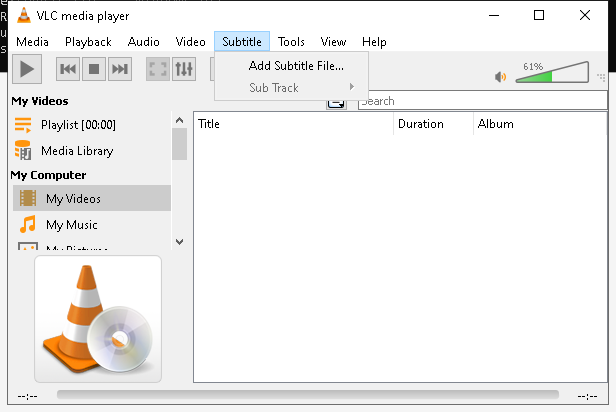 VLC media player
Media Playback Audio Video Subtitle Tools View Help
Add Subtitle File...
Sub Track
61%
Search
My Videos
Playlist [00:00]
Media Library
My Computer
My Videos
My Music
My Pictures
Title Duration Album
--:-- --:--